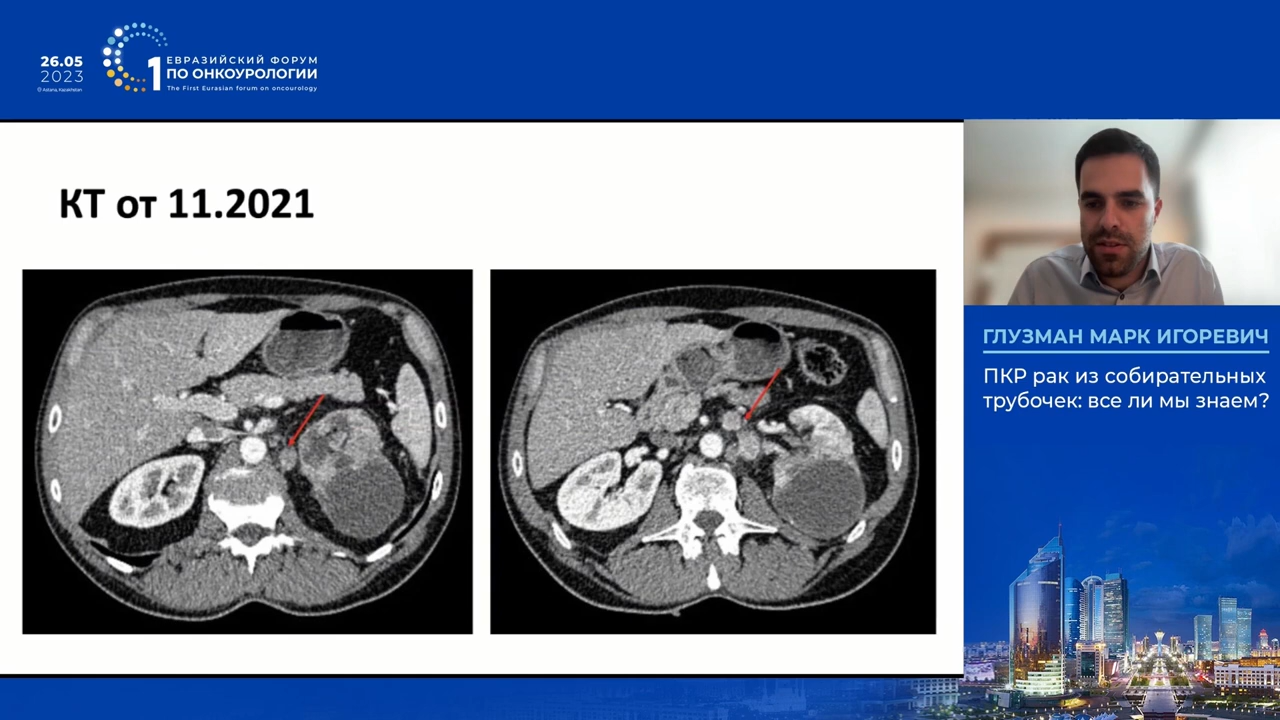 26.05
2023
Astana, Kazakhstan
1
ЕВРАЗИЙСКИЙ ФОРУМ
ПО ОНКОУРОЛОГИИ
The First Eurasian forum on oncourology
КТ от 11.2021
ГЛУЗМАН МАРК ИГОРЕВИЧ
ПКР рак из собирательных
трубочек: все ли мы знаем?